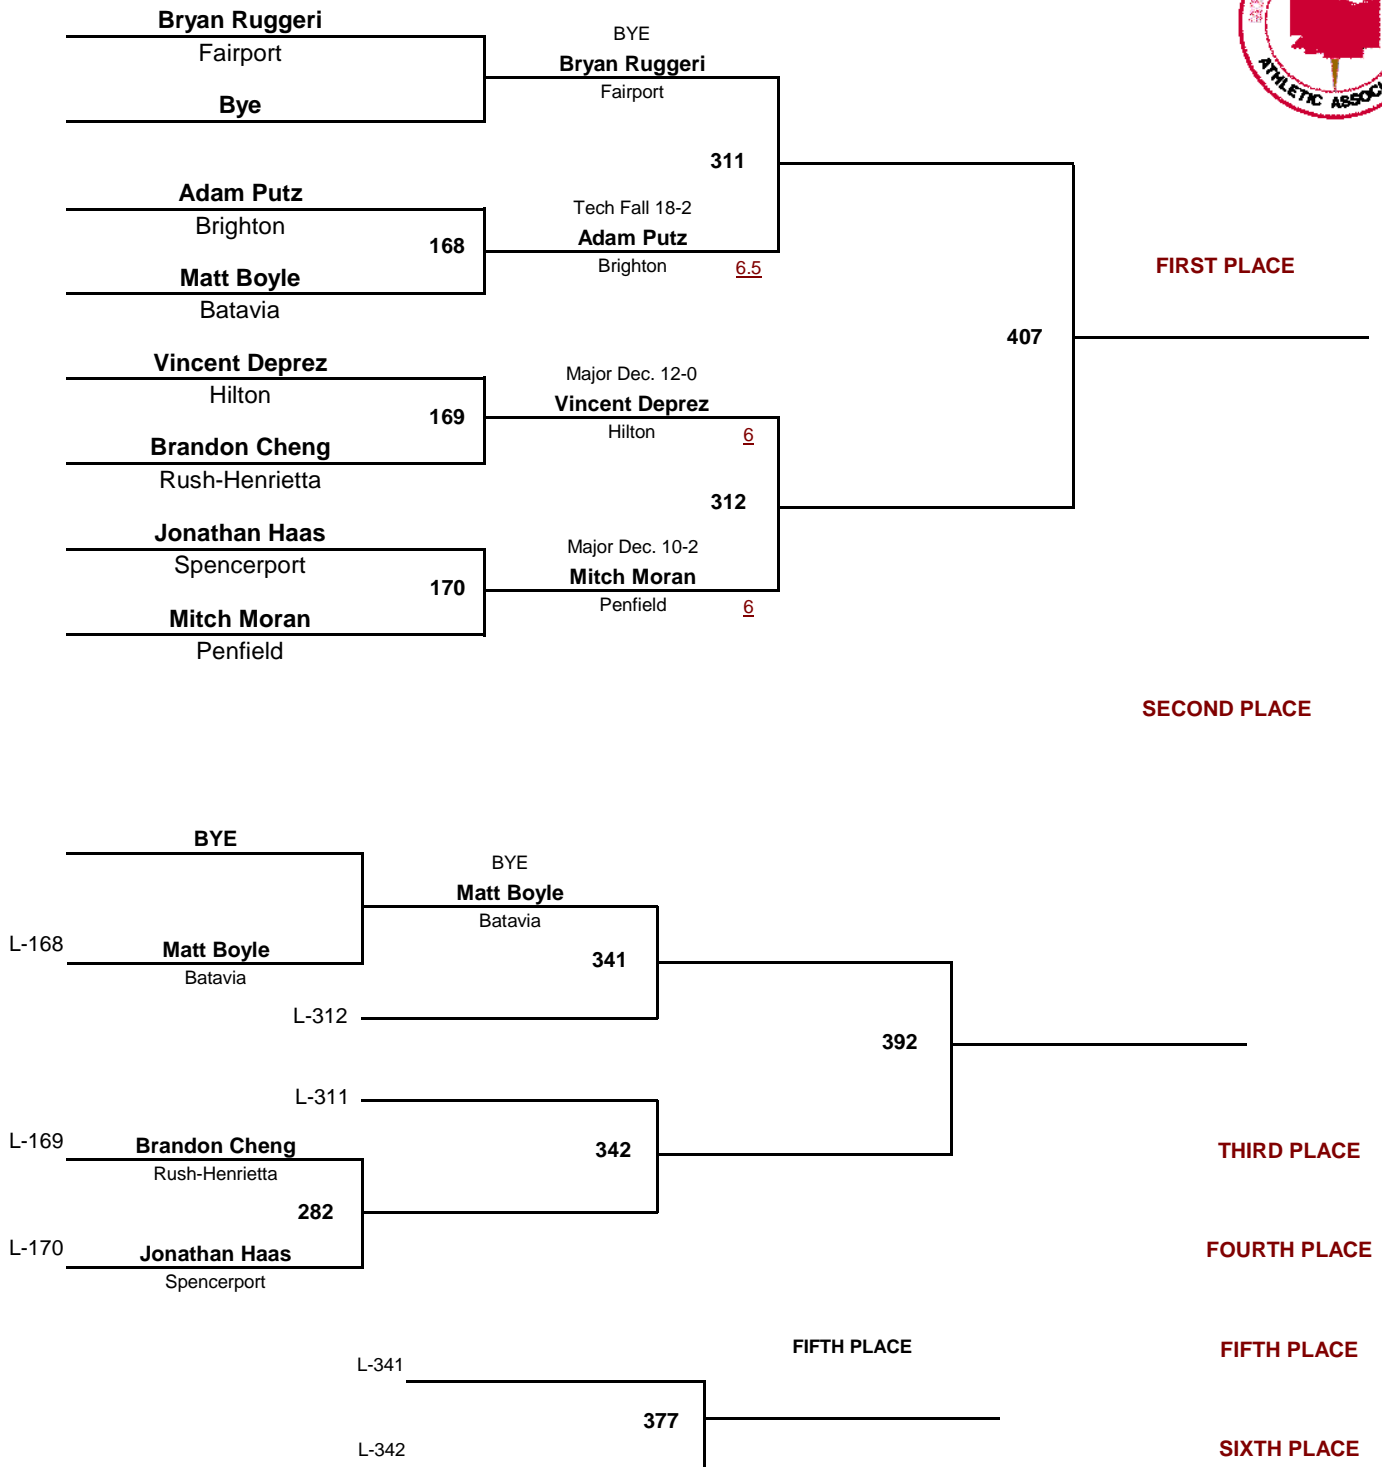 Bryan Ruggeri
Fairport
Bye
BYE
Bryan Ruggeri
Fairport
311
Adam Putz
Brighton
168
Matt Boyle
Batavia
Tech Fall 18-2
Adam Putz
Brighton 6.5
FIRST PLACE
407
Vincent Deprez
Hilton
169
Brandon Cheng
Rush-Henrietta
Major Dec. 12-0
Vincent Deprez
Hilton 6
312
Jonathan Haas
Spencerport
170
Mitch Moran
Penfield
Major Dec. 10-2
Mitch Moran
Penfield 6
SECOND PLACE
BYE
BYE
Matt Boyle
Batavia
L-168 Matt Boyle
Batavia
341
L-312
392
L-311
L-169 Brandon Cheng
Rush-Henrietta
342
THIRD PLACE
282
L-170 Jonathan Haas
Spencerport
FOURTH PLACE
FIFTH PLACE
FIFTH PLACE
L-341
377
L-342
SIXTH PLACE
ATHLETIC